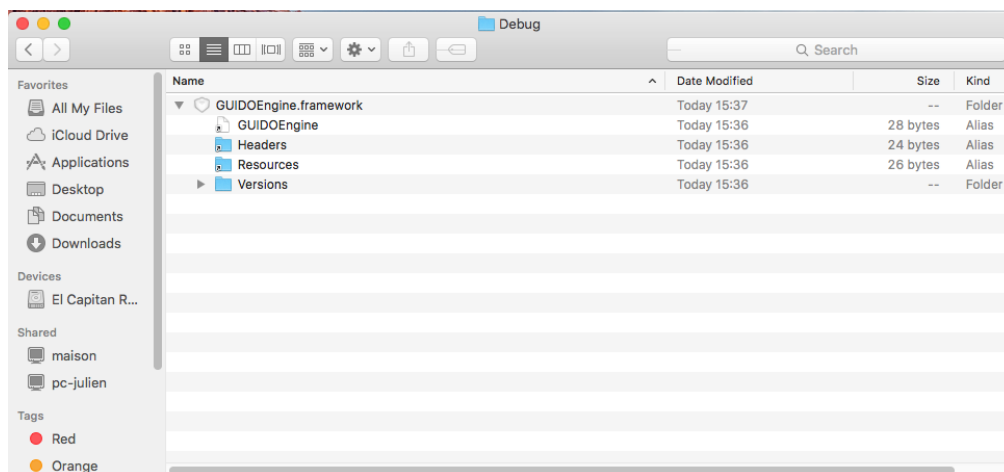 Debug
Search
Favorites
All My Files
iCloud Drive
Applications
Desktop
Documents
Downloads
Devices
El Capitan R...
Shared
maison
pc-julien
Tags
Red
Orange
Name Date Modified Size Kind
GUIDOEngine.framework Today 15:37 -- Folder
GUIDOEngine Today 15:36 28 bytes Alias
Headers Today 15:36 24 bytes Alias
Resources Today 15:36 26 bytes Alias
Versions Today 15:36 -- Folder